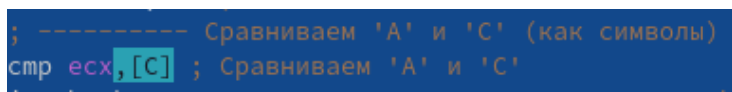 ; ---------- Сравниваем 'A' и 'C' (как символы)
cmp ecx,[C] ; Сравниваем 'A' и 'C'